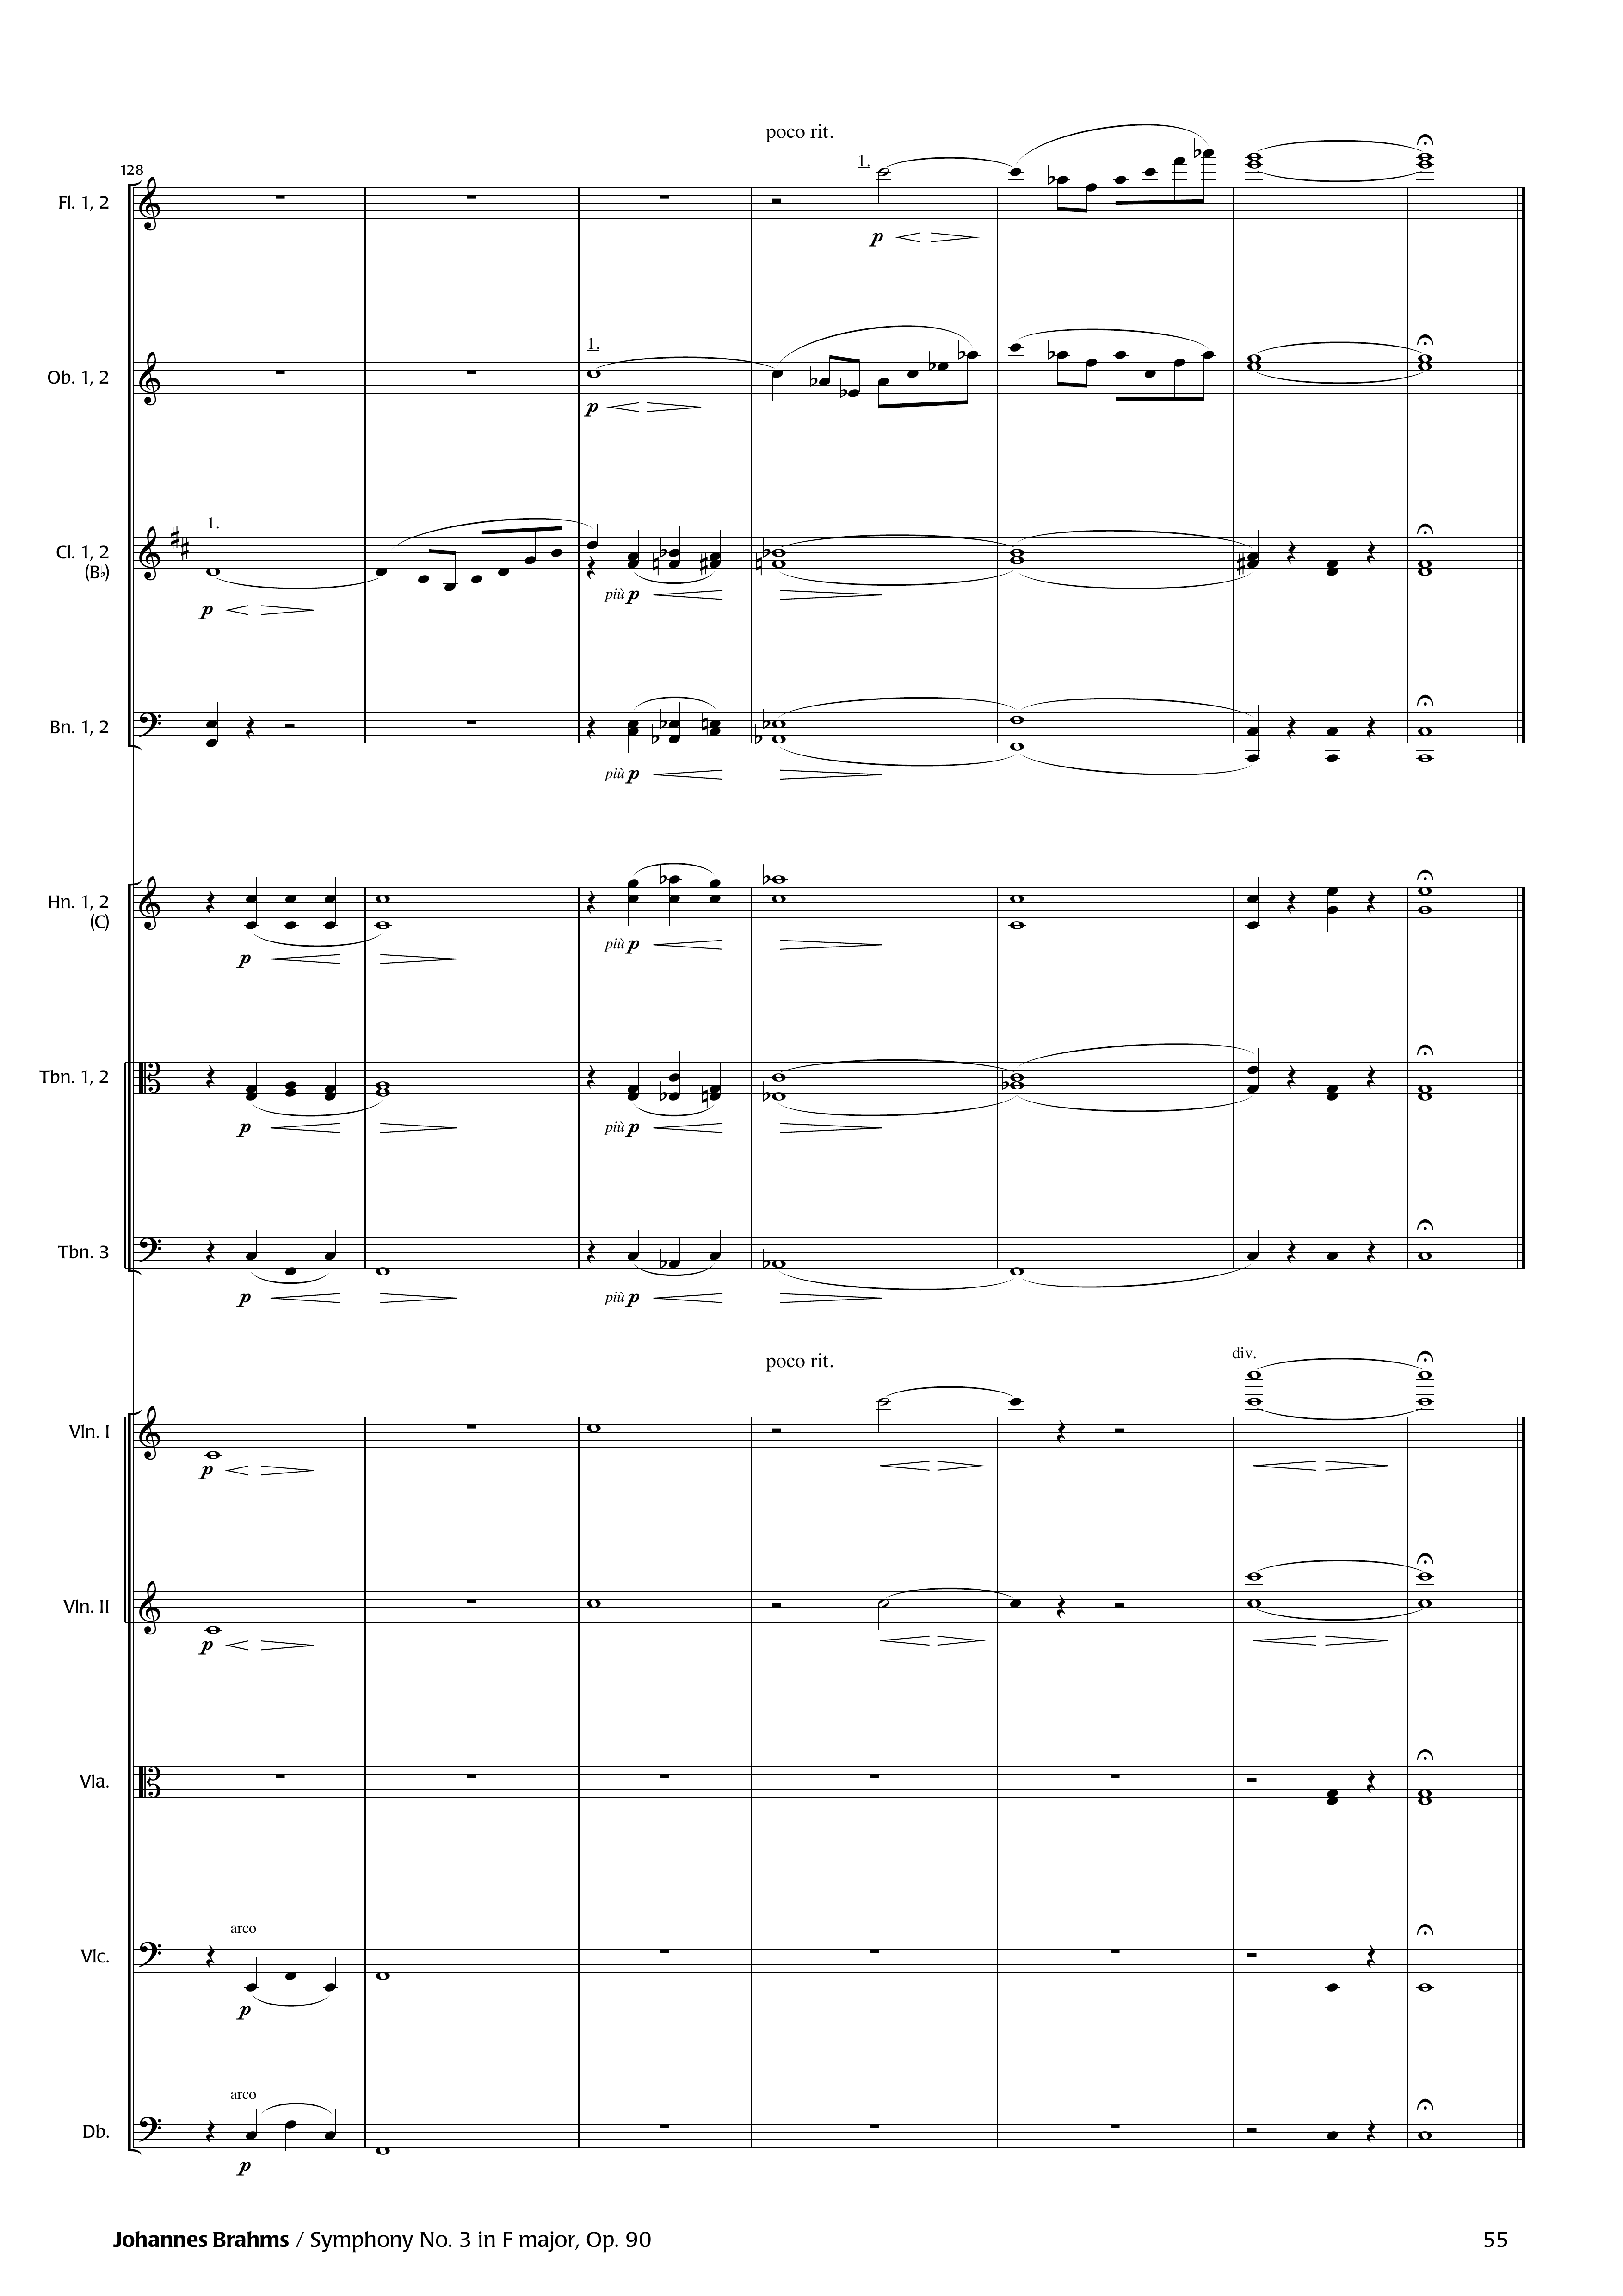 poco rit.
128
1.
Fl. 1, 2
p
1.
Ob. 1, 2
p
1.
Cl. 1, 2
(B♭)
p
più p
Bn. 1, 2
più p
Hn. 1, 2
(C)
p
più p
Tbn. 1, 2
p
più p
Tbn. 3
p
più p
poco rit.
div.
Vln. I
p
Vln. II
p
Vla.
arco
Vlc.
p
arco
Db.
p
Johannes Brahms / Symphony No. 3 in F major, Op. 90
55